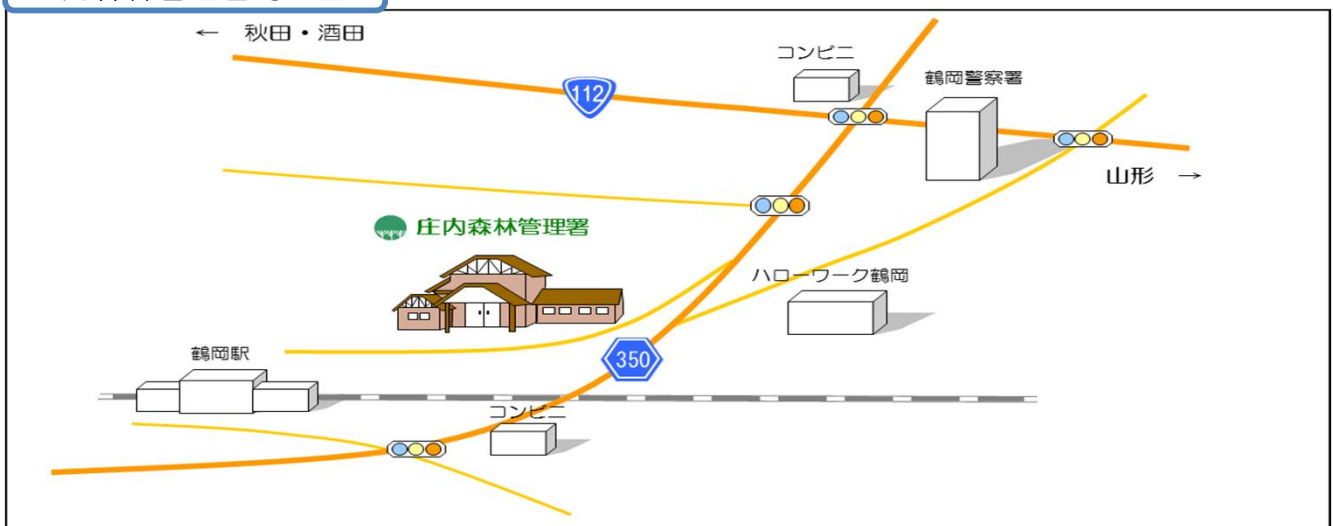 ← 秋田・酒田
コンビニ
鶴岡警察署
112
山形 →
庄内森林管理署
ハローワーク鶴岡
鶴岡駅
350
コンビニ